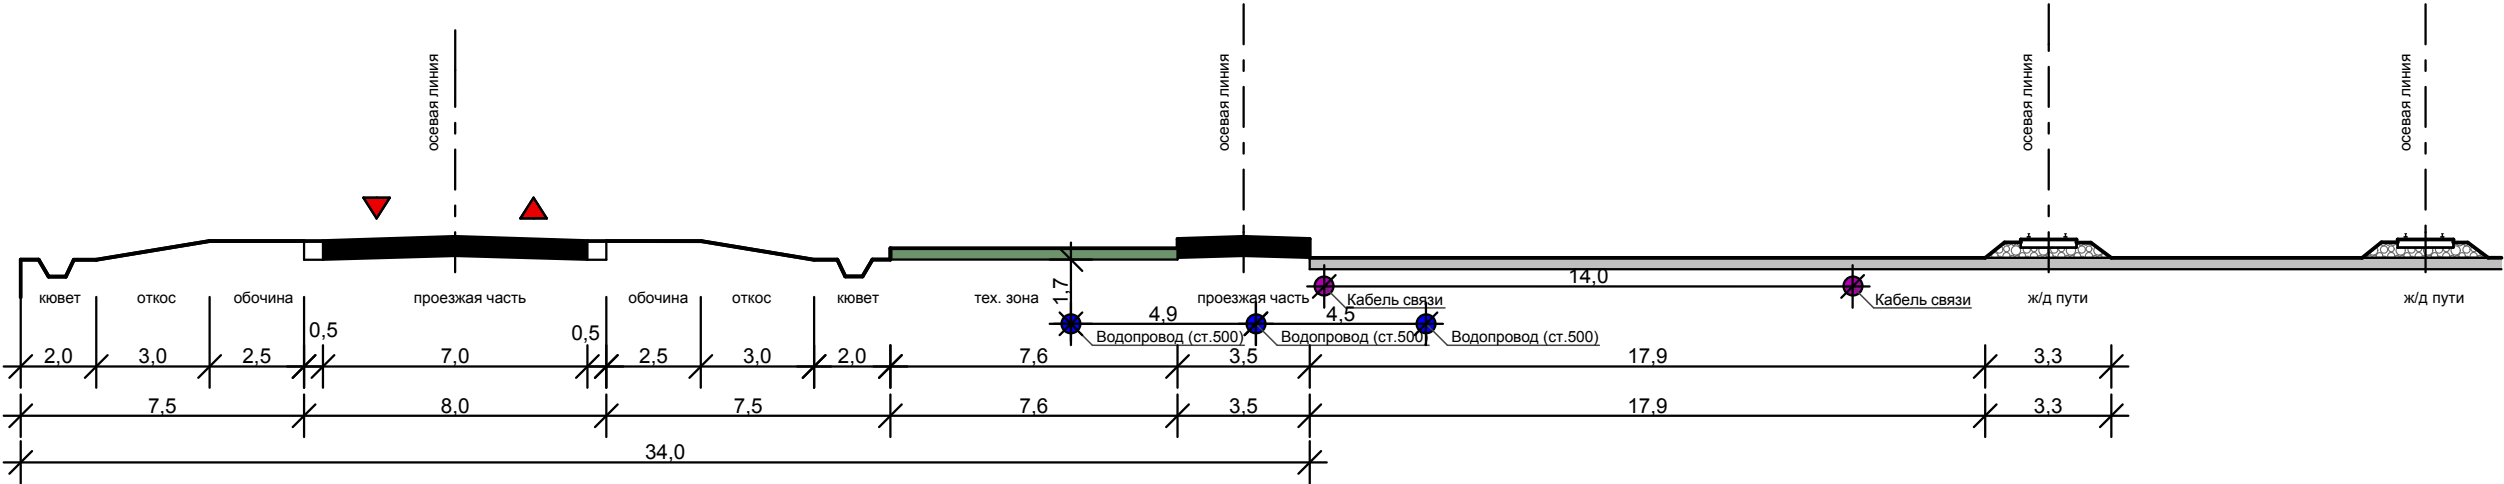 осевая линия
осевая линия
осевая линия
осевая линия
кювет
откос
обочина
проезжая часть
обочина
откос
кювет
тех. зона
1,7
проезжая часть
14,0
Кабель связи
Кабель связи
ж/д пути
ж/д пути
4,9
4,5
Водопровод (ст.500)
Водопровод (ст.500)
Водопровод (ст.500)
0,5
0,5
2,0
3,0
2,5
7,0
2,5
3,0
2,0
7,6
3,5
17,9
3,3
7,5
8,0
7,5
7,6
3,5
17,9
3,3
34,0